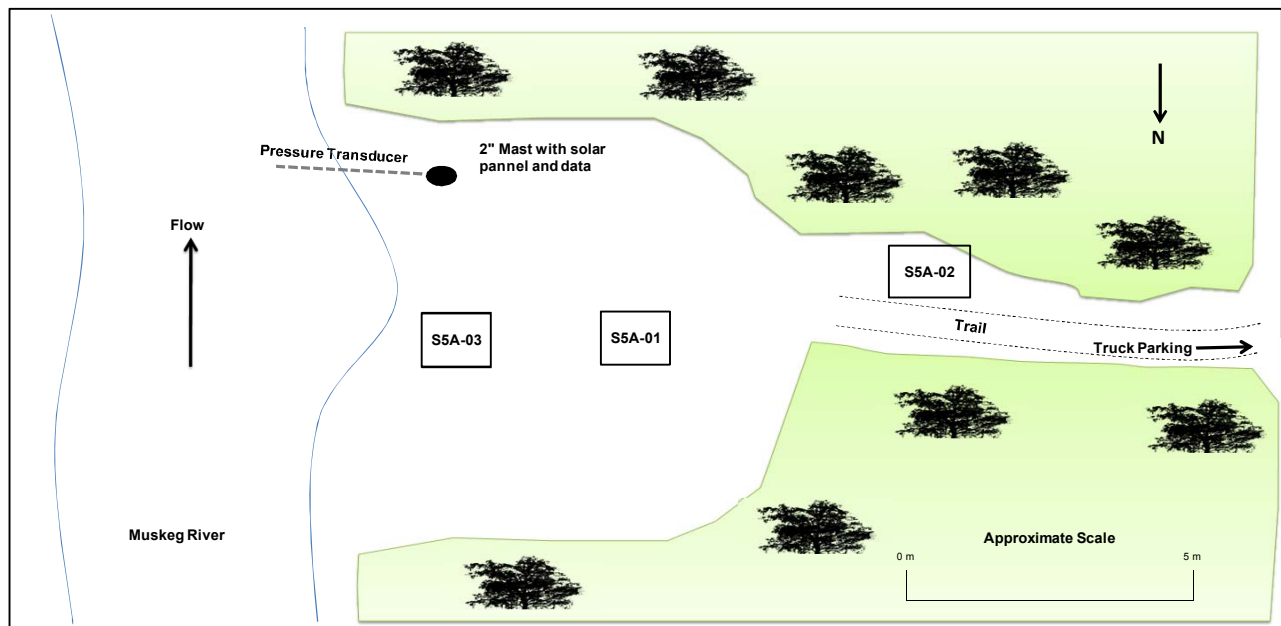 Pressure Transducer
2" Mast with solar
pannel and data
N
Flow
S5A-02
S5A-03
S5A-01
Trail
Truck Parking
Muskeg River
Approximate Scale
0 m
5 m